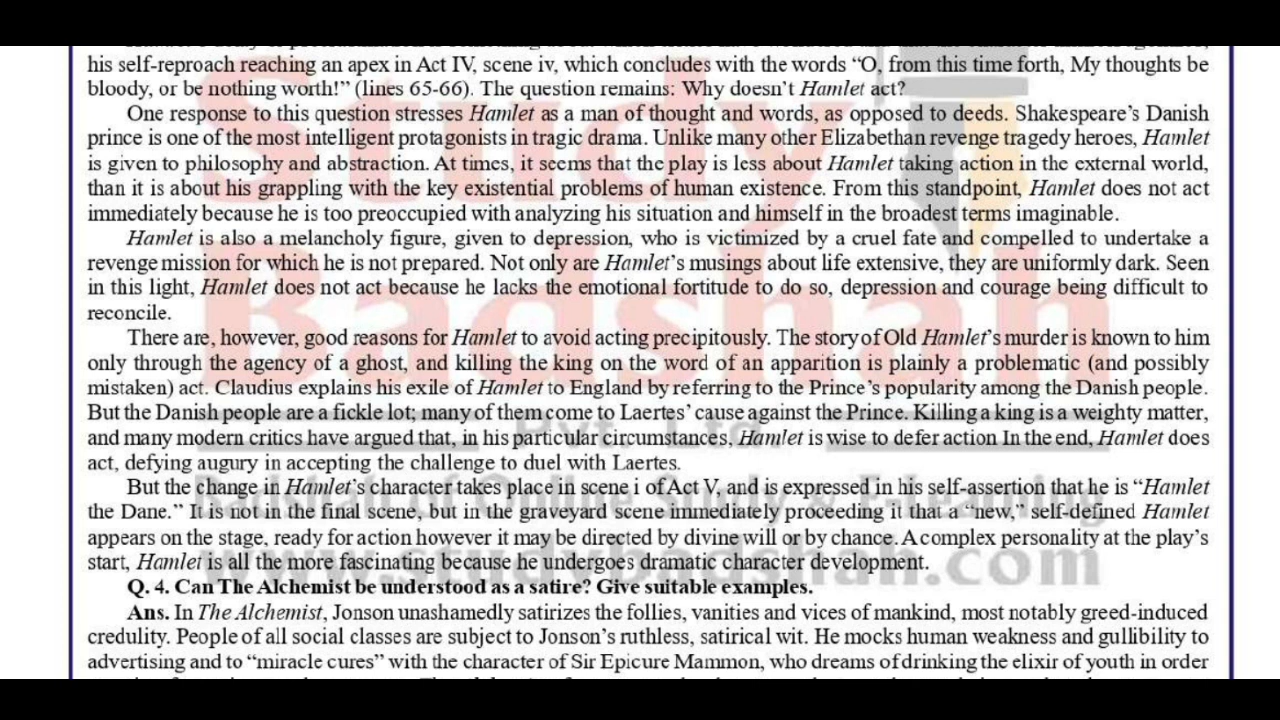 his self-reproach reaching an apex in Act IV, scene iv, which concludes with the words “O, from this time forth, My thoughts be
bloody, or be nothing worth!” (lines 65-66). The question remains: Why doesn’t Hamlet act?
One response to this question stresses Hamlet as a man of thought and words, as opposed to deeds. Shakespeare’s Danish
prince is one of the most intelligent protagonists in tragic drama. Unlike many other Elizabethan revenge tragedy heroes, Hamlet
is given to philosophy and abstraction. At times, it seems that the play is less about Hamlet taking action in the external world,
than it is about his grappling with the key existential problems of human existence. From this standpoint, Hamlet does not act
immediately because he is too preoccupied with analyzing his situation and himself in the broadest terms imaginable.
Hamlet is also a melancholy figure, given to depression, who is victimized by a cruel fate and compelled to undertake a
revenge mission for which he is not prepared. Not only are Hamlet’s musings about life extensive, they are uniformly dark. Seen
in this light, Hamlet does not act because he lacks the emotional fortitude to do so, depression and courage being difficult to
reconcile.
There are, however, good reasons for Hamlet to avoid acting precipitously. The story of Old Hamlet’s murder is known to him
only through the agency of a ghost, and killing the king on the word of an apparition is plainly a problematic (and possibly
mistaken) act. Claudius explains his exile of Hamlet to England by referring to the Prince’s popularity among the Danish people.
But the Danish people are a fickle lot; many of them come to Laertes’ cause against the Prince. Killing a king is a weighty matter,
and many modern critics have argued that, in his particular circumstances, Hamlet is wise to defer action In the end, Hamlet does
act, defying augury in accepting the challenge to duel with Laertes.
But the change in Hamlet’s character takes place in scene i of Act V, and is expressed in his self-assertion that he is “Hamlet
the Dane.” It is not in the final scene, but in the graveyard scene immediately proceeding it that a “new,” self-defined Hamlet
appears on the stage, ready for action however it may be directed by divine will or by chance. A complex personality at the play’s
start, Hamlet is all the more fascinating because he undergoes dramatic character development.
Q. 4. Can The Alchemist be understood as a satire? Give suitable examples.
Ans. In The Alchemist, Jonson unashamedly satirizes the follies, vanities and vices of mankind, most notably greed-induced
credulity. People of all social classes are subject to Jonson’s ruthless, satirical wit. He mocks human weakness and gullibility to
advertising and to “miracle cures” with the character of Sir Epicure Mammon, who dreams of drinking the elixir of youth in order
Study
Badshah
Pvt. Ltd.
Badshah of Online Study & E-Learning
www.studybadshah.com